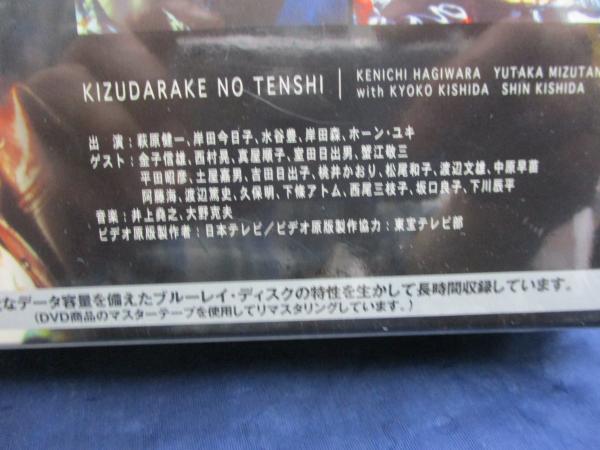 KIZUDARAKE NO TENSHI
KENICHI HAGIWARA YUTAKA MIZUTAN
with KYOKO KISHIDA SHIN KISHIDA
出 演：萩原健一、岸田今日子、水谷豊、岸田森、ホーン・ユキ
ゲスト：金子信雄、西村晃、真屋順子、室田日出男、蟹江敬三
平田昭彦、土屋嘉男、吉田日出子、桃井かおり、松尾和子、渡辺文雄、中原早苗
阿藤海、渡辺篤史、久保明、下條アトム、西尾三枝子、坂口良子、下川辰平
音楽：井上堯之、大野克夫
ビデオ原版製作者：日本テレビ／ビデオ原版製作協力：東宝テレビ部
なデータ容量を備えたブルーレイ・ディスクの特性を生かして長時間収録しています。
（DVD商品のマスターテープを使用してリマスタリングしています。）